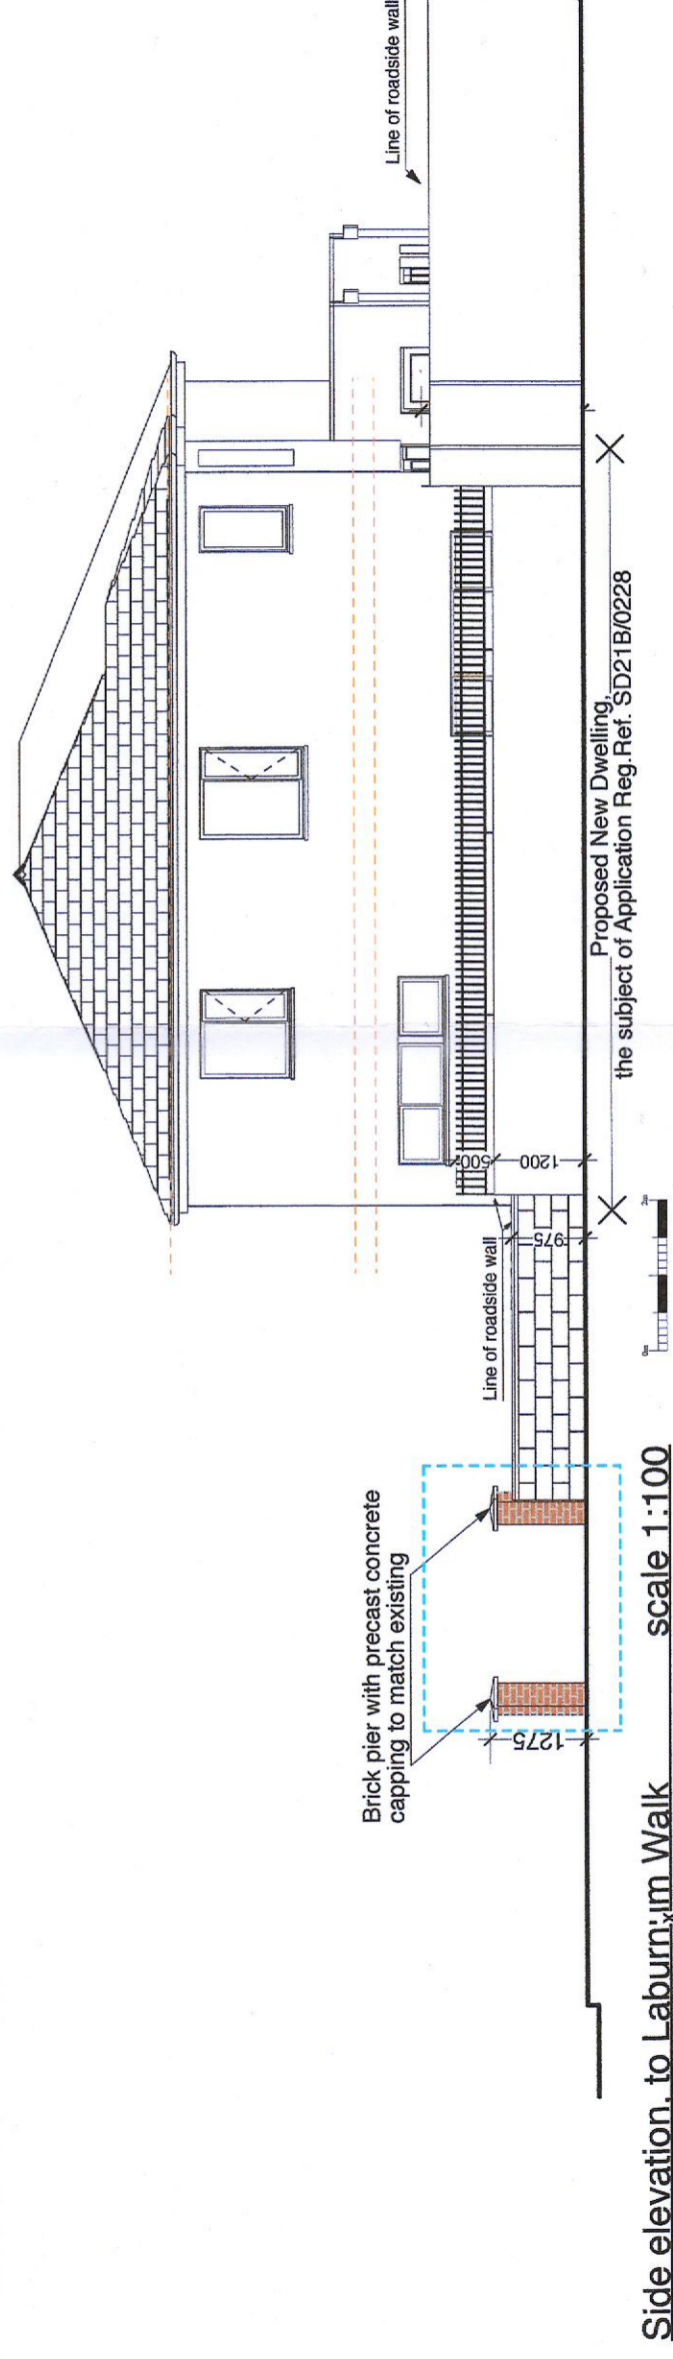 Brick pier with precast concrete
capping to match existing
Line of roadside wall
Line of roadside wall
1275
975
500
1200
Proposed New Dwelling,
the subject of Application Reg.Ref. SD21B/0228
Side elevation, to Laburnum Walk
scale 1:100